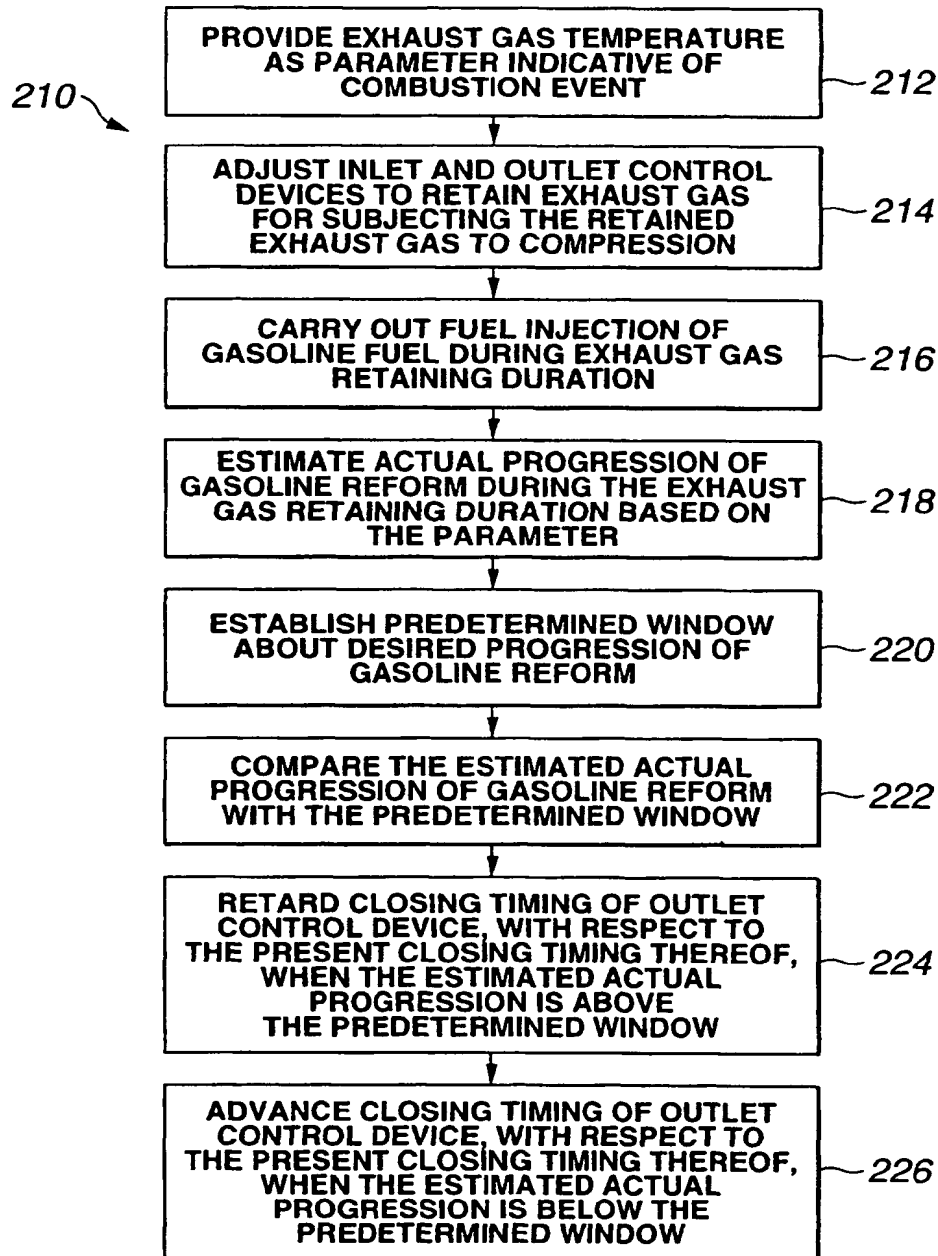 210
PROVIDE EXHAUST GAS TEMPERATURE
AS PARAMETER INDICATIVE OF
COMBUSTION EVENT
212
ADJUST INLET AND OUTLET CONTROL
DEVICES TO RETAIN EXHAUST GAS
FOR SUBJECTING THE RETAINED
EXHAUST GAS TO COMPRESSION
214
CARRY OUT FUEL INJECTION OF
GASOLINE FUEL DURING EXHAUST GAS
RETAINING DURATION
216
ESTIMATE ACTUAL PROGRESSION OF
GASOLINE REFORM DURING THE EXHAUST
GAS RETAINING DURATION BASED ON
THE PARAMETER
218
ESTABLISH PREDETERMINED WINDOW
ABOUT DESIRED PROGRESSION OF
GASOLINE REFORM
220
COMPARE THE ESTIMATED ACTUAL
PROGRESSION OF GASOLINE REFORM
WITH THE PREDETERMINED WINDOW
222
RETARD CLOSING TIMING OF OUTLET
CONTROL DEVICE, WITH RESPECT TO
THE PRESENT CLOSING TIMING THEREOF,
WHEN THE ESTIMATED ACTUAL
PROGRESSION IS ABOVE
THE PREDETERMINED WINDOW
224
ADVANCE CLOSING TIMING OF OUTLET
CONTROL DEVICE, WITH RESPECT TO
THE PRESENT CLOSING TIMING THEREOF,
WHEN THE ESTIMATED ACTUAL
PROGRESSION IS BELOW THE
PREDETERMINED WINDOW
226